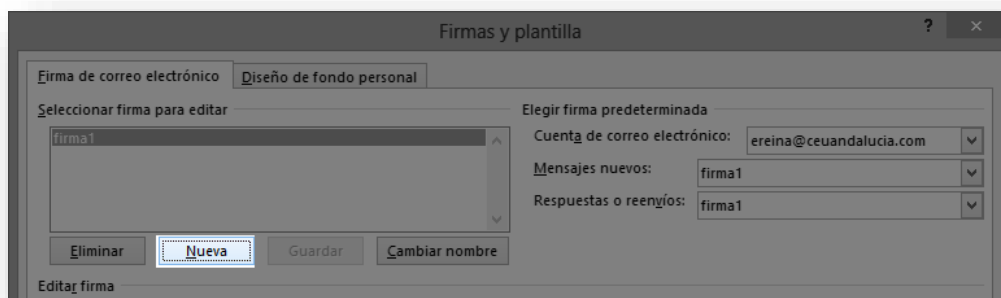 Firmas y plantilla
?
Firma de correo electrónico Diseño de fondo personal
Seleccionar firma para editar
firma1
Eliminar Nueva Guardar Cambiar nombre
Elegir firma predeterminada
Cuenta de correo electrónico: ereina@ceuandalucia.com
Mensajes nuevos: firma1
Respuestas o reenvíos: firma1
Editar firma